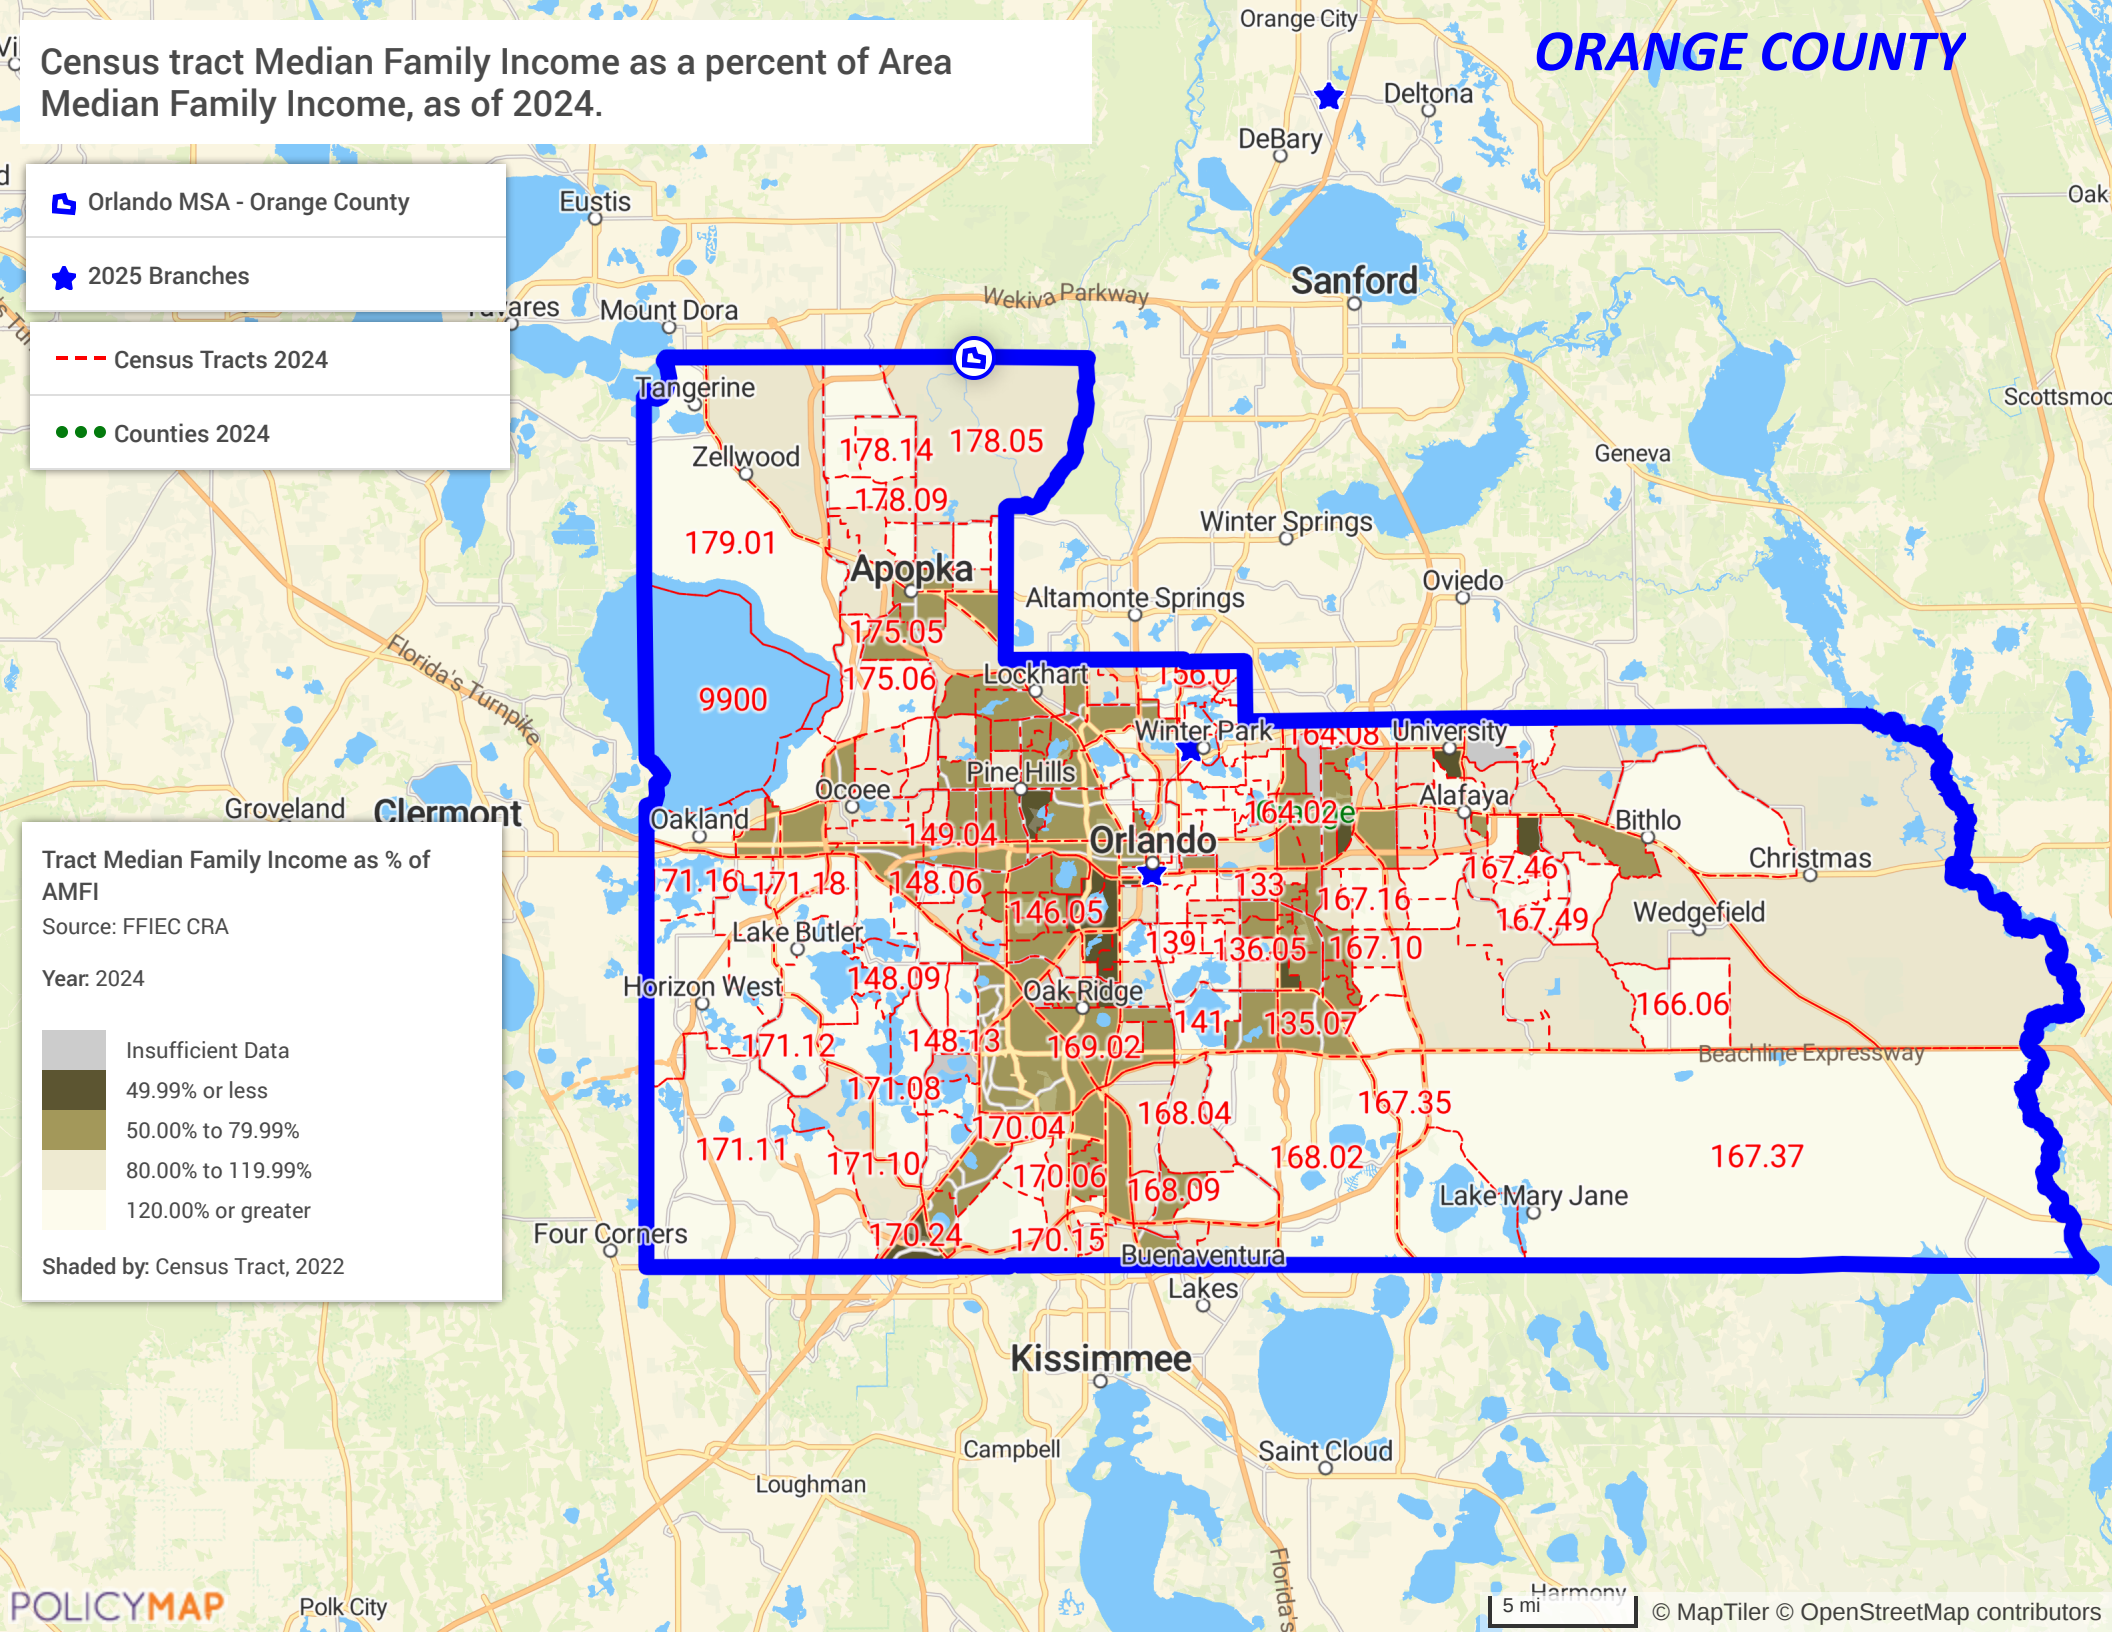 Census tract Median Family Income as a percent of Area
Median Family Income, as of 2024.
ORANGE COUNTY
Orlando MSA - Orange County
2025 Branches
Census Tracts 2024
Counties 2024
Tract Median Family Income as % of
AMFI
Source: FFIEC CRA
Year: 2024
Insufficient Data
49.99% or less
50.00% to 79.99%
80.00% to 119.99%
120.00% or greater
Shaded by: Census Tract, 2022
Orange City
Deltona
DeBary
Eustis
Oak
Sanford
Wekiva Parkway
Mount Dora
Tangerine
Scottsmoo
178.14
178.05
Zellwood
Geneva
178.09
Winter Springs
179.01
Apopka
Oviedo
Altamonte Springs
175.05
Florida's Turnpike
Lockhart
175.06
156.0
9900
Winter Park
164.08
University
Pine Hills
Ocoee
Alafaya
Groveland
Clermont
Oakland
164.02
Bithlo
149.04
Orlando
Christmas
167.46
171.16
171.18
148.06
133
167.16
146.05
Wedgefield
167.49
Lake Butler
139
136.05
167.10
148.09
Horizon West
Oak Ridge
166.06
141
135.07
171.12
148.13
169.02
Beachline Expressway
171.08
167.35
168.04
170.04
171.11
168.02
167.37
171.10
170.06
168.09
Lake Mary Jane
Four Corners
170.24
170.15
Buenaventura
Lakes
Kissimmee
Campbell
Saint Cloud
Loughman
Florida's
Harmony
POLICYMAP
Polk City
5 mi
© MapTiler © OpenStreetMap contributors